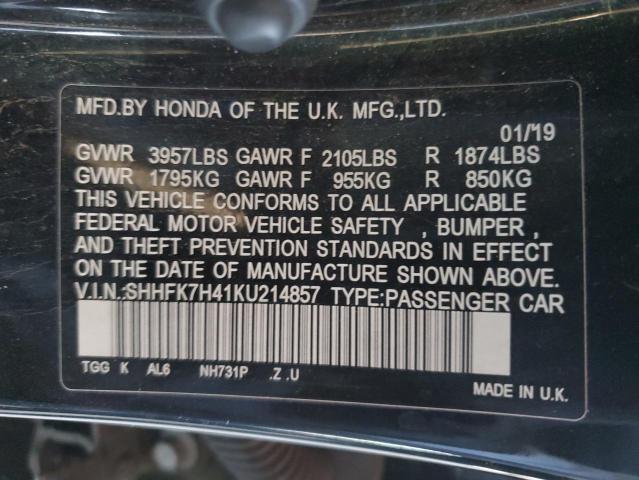 MFD.BY HONDA OF THE U.K. MFG.,LTD.
01/19
GVWR 3957LBS GAWR F 2105LBS R 1874LBS
GVWR 1795KG GAWR F 955KG R 850KG
THIS VEHICLE CONFORMS TO ALL APPLICABLE
FEDERAL MOTOR VEHICLE SAFETY , BUMPER ,
AND THEFT PREVENTION STANDARDS IN EFFECT
ON THE DATE OF MANUFACTURE SHOWN ABOVE.
V.I.N.:SHHFK7H41KU214857 TYPE:PASSENGER CAR
TGG K AL6 NH731P .Z .U
MADE IN U.K.